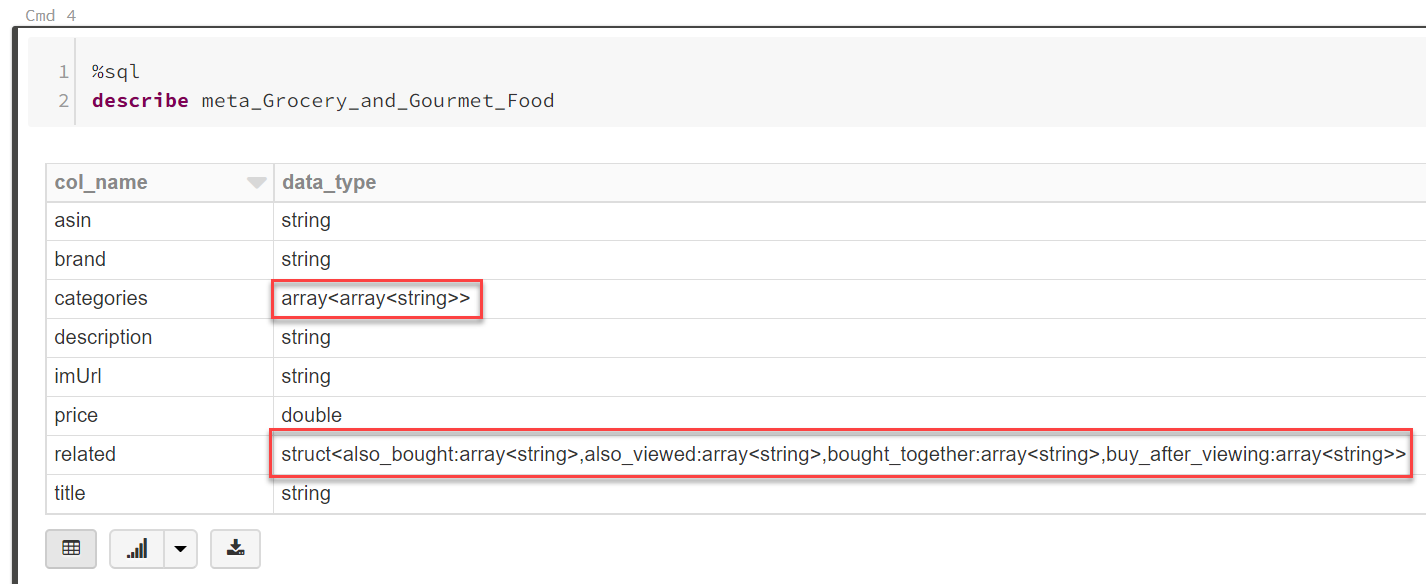 Cmd 4
1 %sql
2 describe meta_Grocery_and_Gourmet_Food
col_name data_type
asin string
brand string
categories array<array<string>>
description string
imUrl string
price double
related struct<also_bought:array<string>,also_viewed:array<string>,bought_together:array<string>,buy_after_viewing:array<string>>
title string